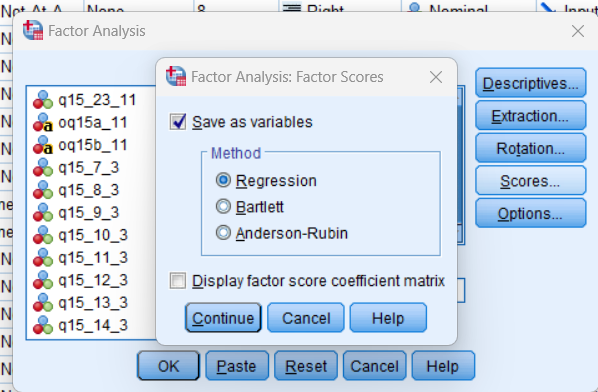 Not-At-A
None
8
Right
Nominal
Input
Factor Analysis
Factor Analysis: Factor Scores
q15_23_11
oq15a_11
oq15b_11
q15_7_3
q15_8_3
q15_9_3
q15_10_3
q15_11_3
q15_12_3
q15_13_3
q15_14_3
Save as variables
Method
Regression
Bartlett
Anderson-Rubin
Display factor score coefficient matrix
Continue
Cancel
Help
Descriptives...
Extraction...
Rotation...
Scores...
Options...
OK
Paste
Reset
Cancel
Help